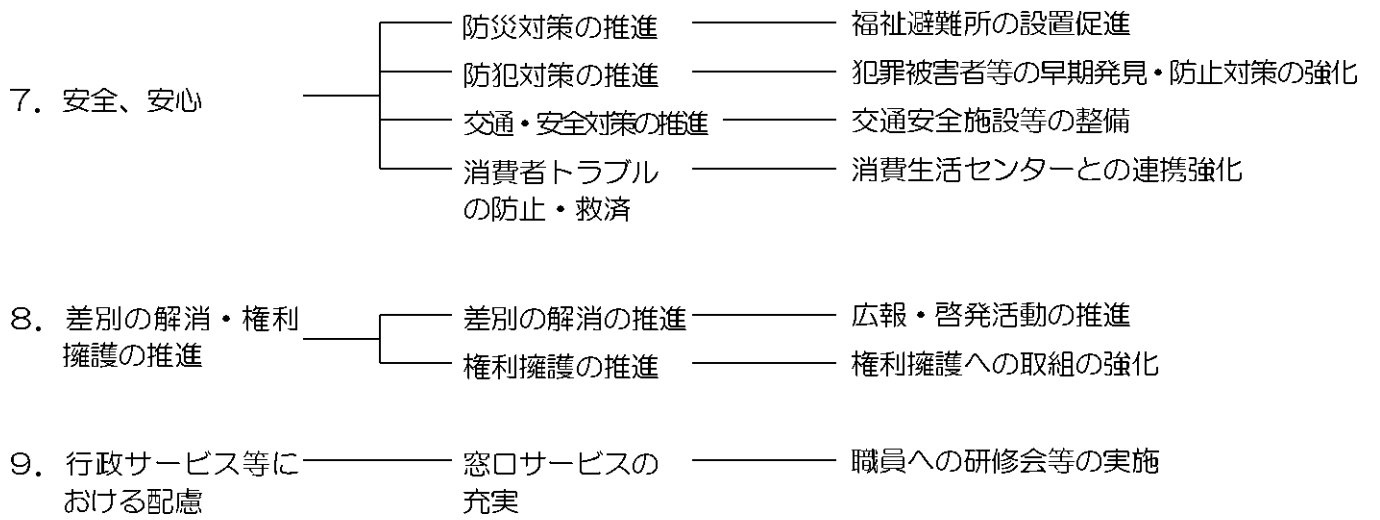 防災対策の推進 福祉避難所の設置促進
防犯対策の推進 犯罪被害者等の早期発見・防止対策の強化
7．安全、安心
交通・安全対策の推進 交通安全施設等の整備
消費者トラブル 消費生活センターとの連携強化
の防止・救済
8．差別の解消・権利 差別の解消の推進 広報・啓発活動の推進
擁護の推進
権利擁護の推進 権利擁護への取組の強化
9．行政サービス等に 窓口サービスの 職員への研修会等の実施
おける配慮 充実